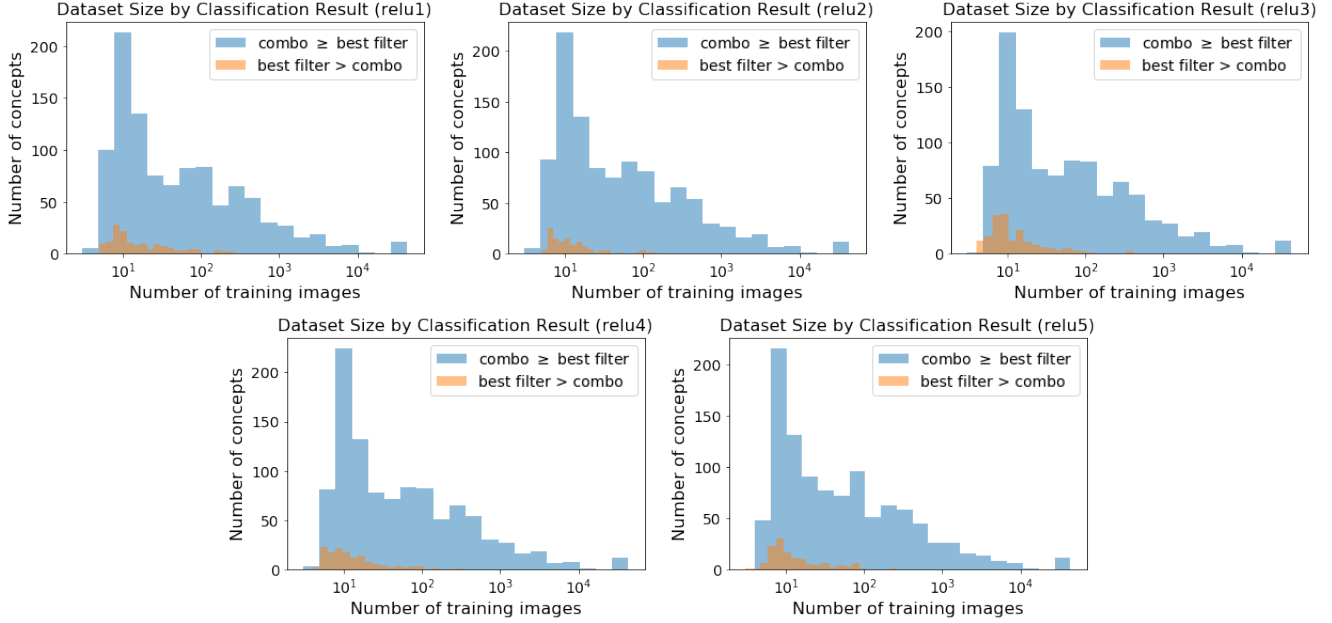 Dataset Size by Classification Result (relu1)
Number of concepts
200
150
100
50
0
combo ≥ best filter
best filter > combo
10¹ 10² 10³ 10⁴
Number of training images
Dataset Size by Classification Result (relu2)
Number of concepts
200
150
100
50
0
combo ≥ best filter
best filter > combo
10¹ 10² 10³ 10⁴
Number of training images
Dataset Size by Classification Result (relu3)
Number of concepts
200
150
100
50
0
combo ≥ best filter
best filter > combo
10¹ 10² 10³ 10⁴
Number of training images
Dataset Size by Classification Result (relu4)
Number of concepts
200
150
100
50
0
combo ≥ best filter
best filter > combo
10¹ 10² 10³ 10⁴
Number of training images
Dataset Size by Classification Result (relu5)
Number of concepts
200
150
100
50
0
combo ≥ best filter
best filter > combo
10¹ 10² 10³ 10⁴
Number of training images